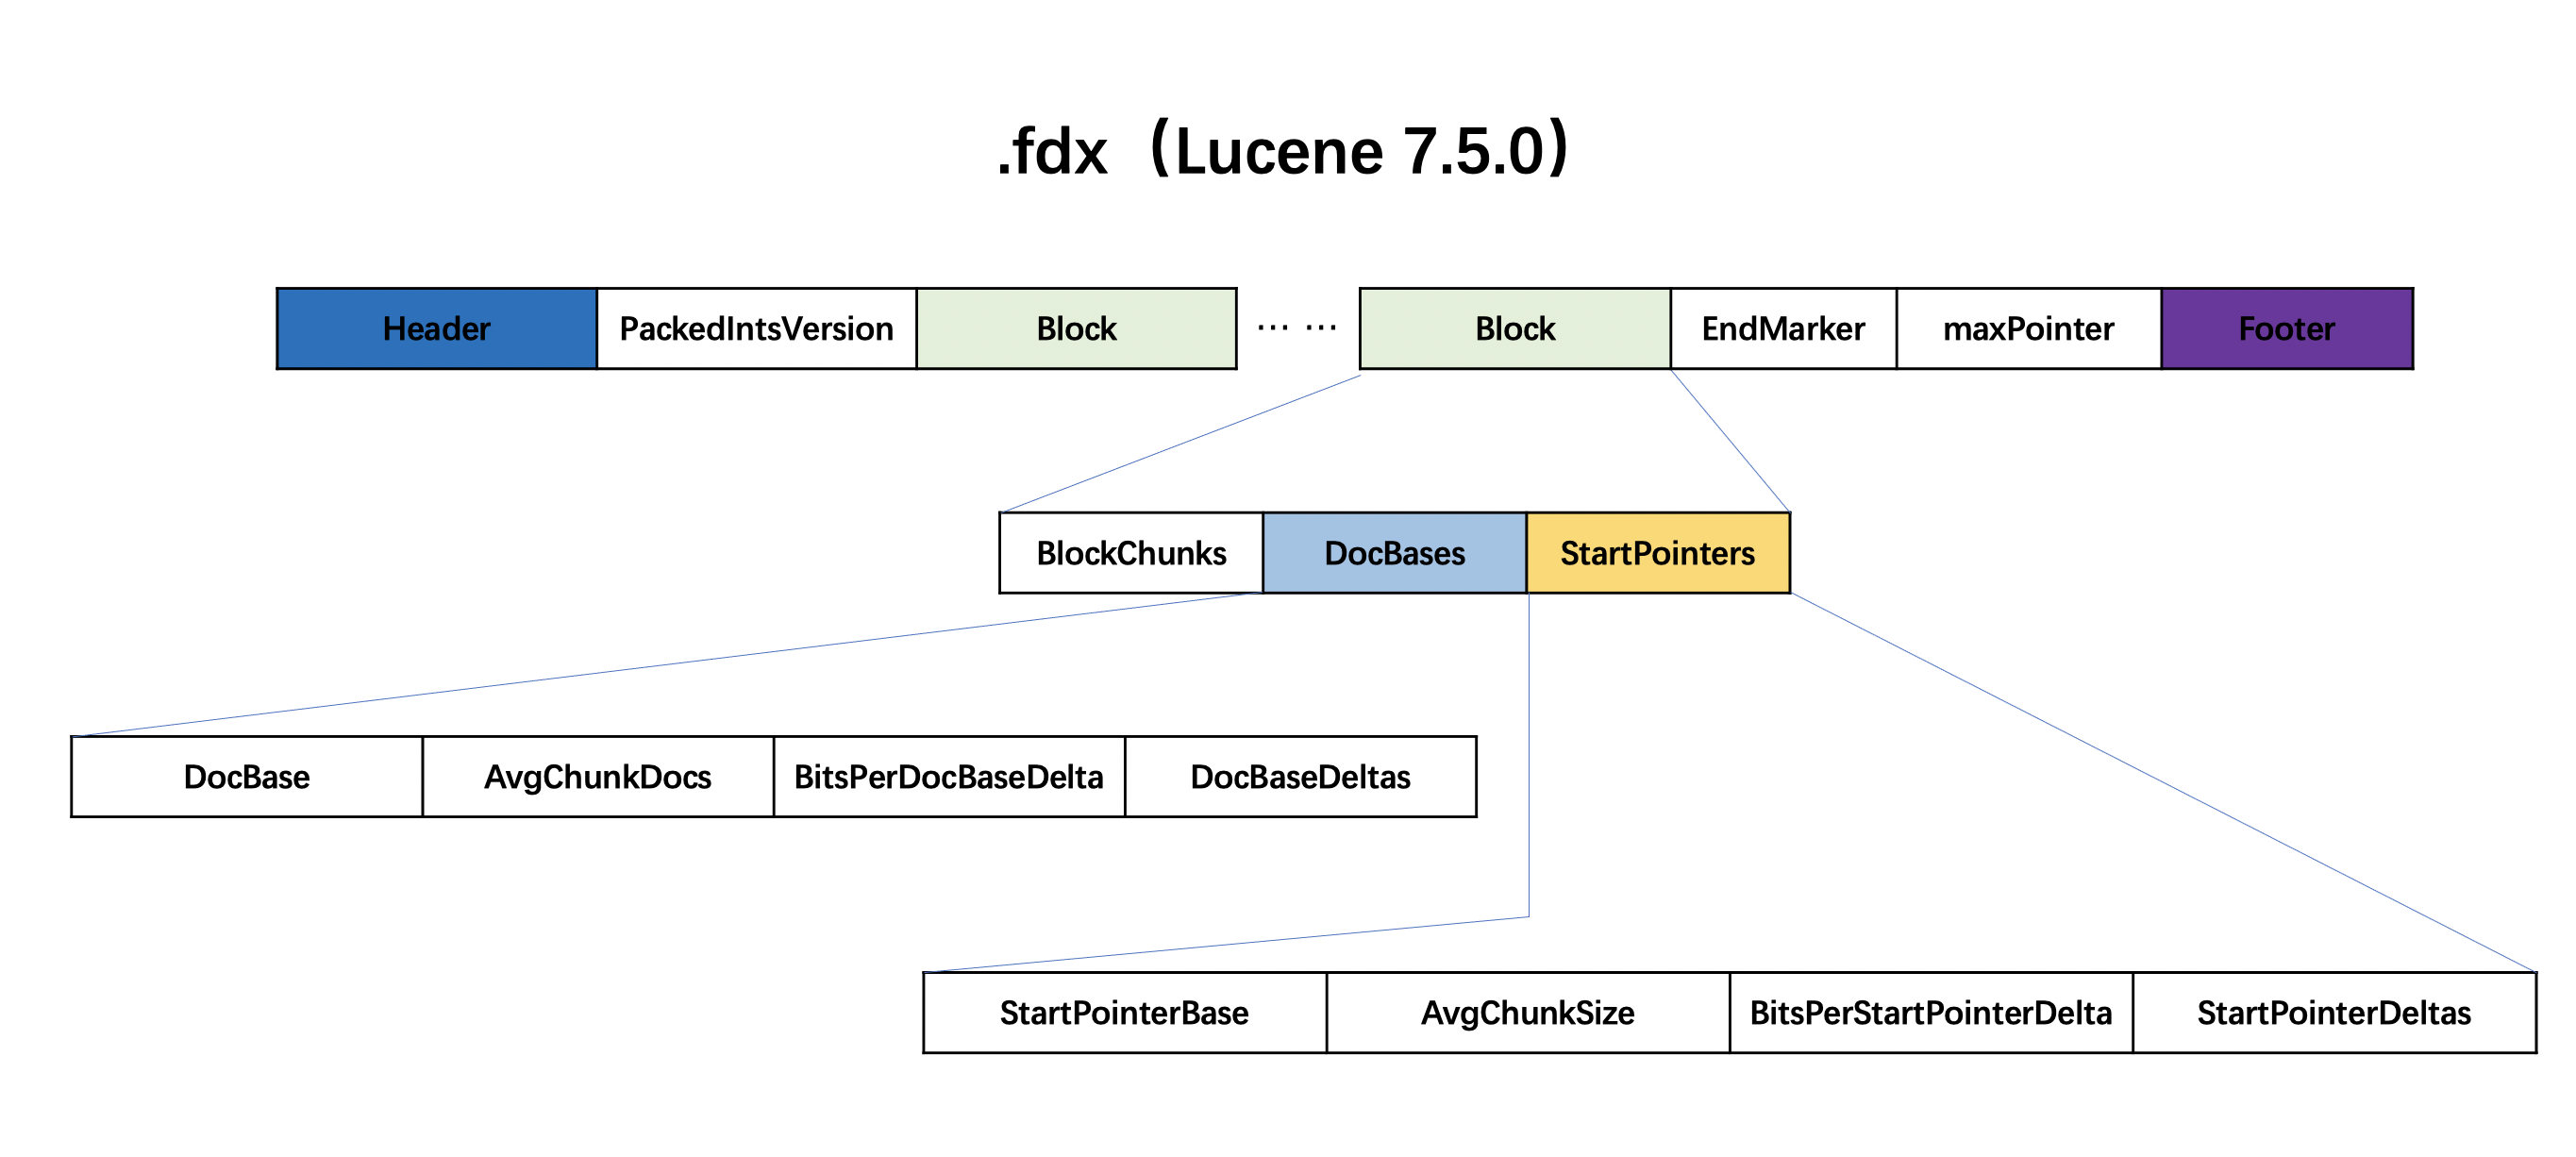 .fdx（Lucene 7.5.0）
Header PackedIntsVersion Block ... ... Block EndMarker maxPointer Footer
BlockChunks DocBases StartPointers
DocBase AvgChunkDocs BitsPerDocBaseDelta DocBaseDeltas
StartPointerBase AvgChunkSize BitsPerStartPointerDelta StartPointerDeltas